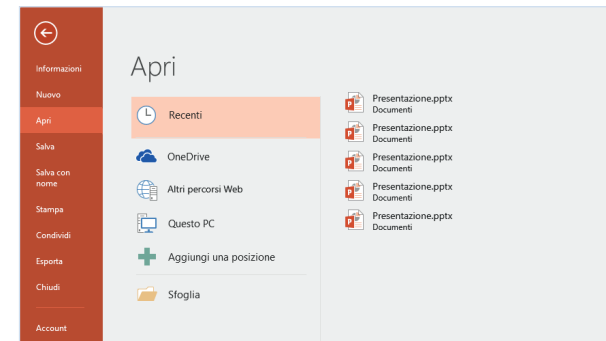 Informazioni
Nuovo
Apri
Salva
Salva con
nome
Stampa
Condividi
Esporta
Chiudi
Account
Apri
Recenti
OneDrive
Altri percorsi Web
Questo PC
Aggiungi una posizione
Sfoglia
Presentazione.pptx
Documenti
Presentazione.pptx
Documenti
Presentazione.pptx
Documenti
Presentazione.pptx
Documenti
Presentazione.pptx
Documenti